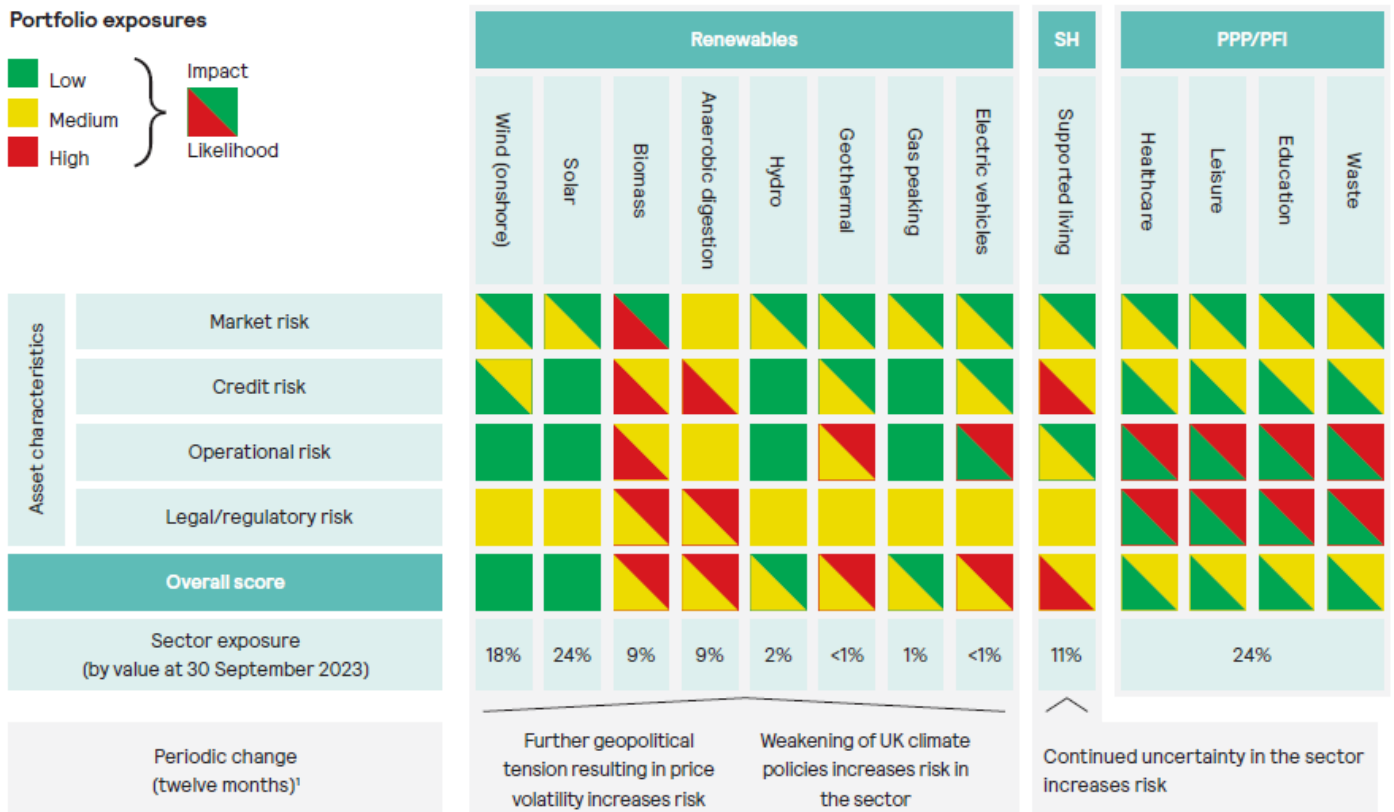 Portfolio exposures
Low
Medium
High
Impact
Likelihood
Renewables
SH
PPP/PFI
Wind (onshore)
Solar
Biomass
Anaerobic digestion
Hydro
Geothermal
Gas peaking
Electric vehicles
Supported living
Healthcare
Leisure
Education
Waste
Asset characteristics
Market risk
Credit risk
Operational risk
Legal/regulatory risk
Overall score
Sector exposure
(by value at 30 September 2023)
18%
24%
9%
9%
2%
<1%
1%
<1%
11%
24%
Periodic change
(twelve months)¹
Further geopolitical
tension resulting in price
volatility increases risk
Weakening of UK climate
policies increases risk in
the sector
Continued uncertainty in the sector
increases risk